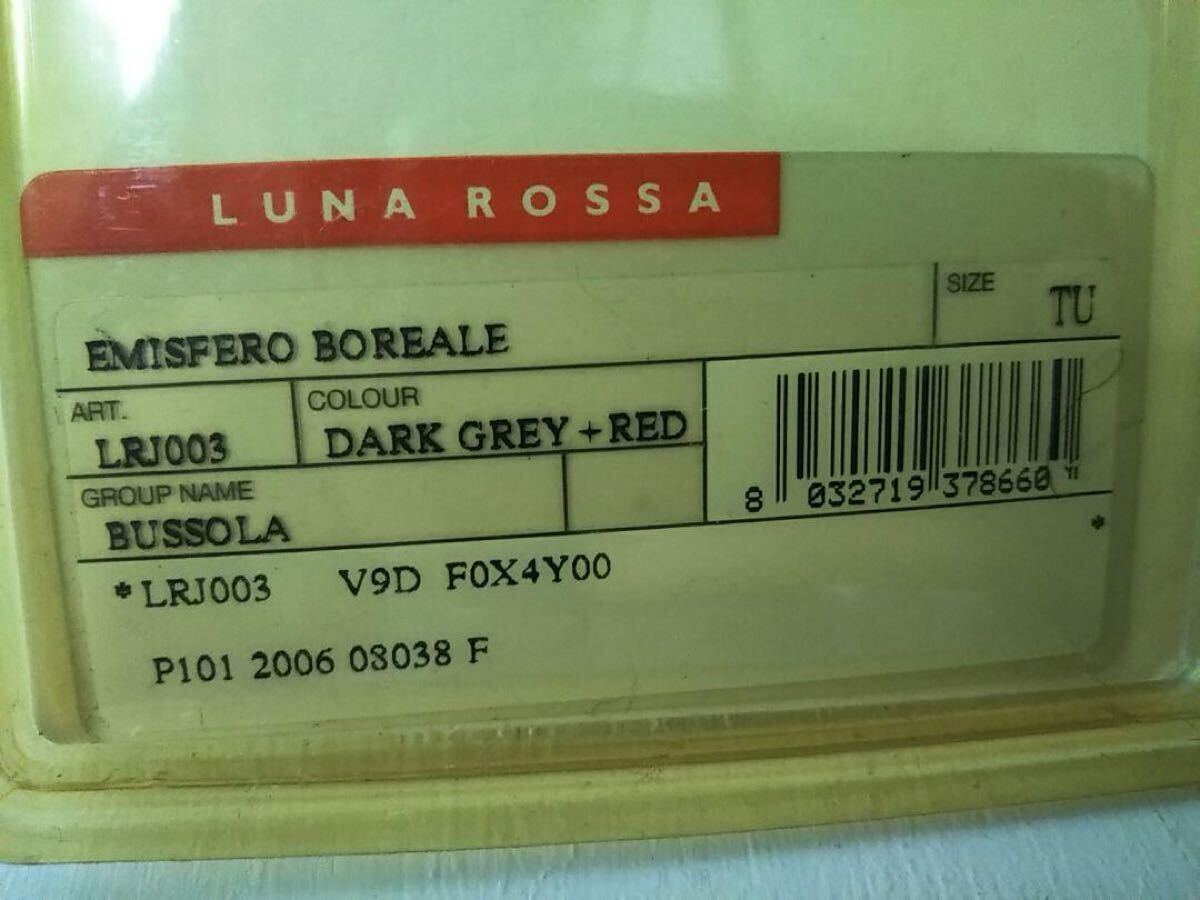 LUNA ROSSA
EMISFERO BOREALE
SIZE
TU
ART.
LRJ003
COLOUR
DARK GREY + RED
GROUP NAME
BUSSOLA
8 032719 378660
*
*LRJ003 V9D F0X4Y00
P101 2006 08038 F